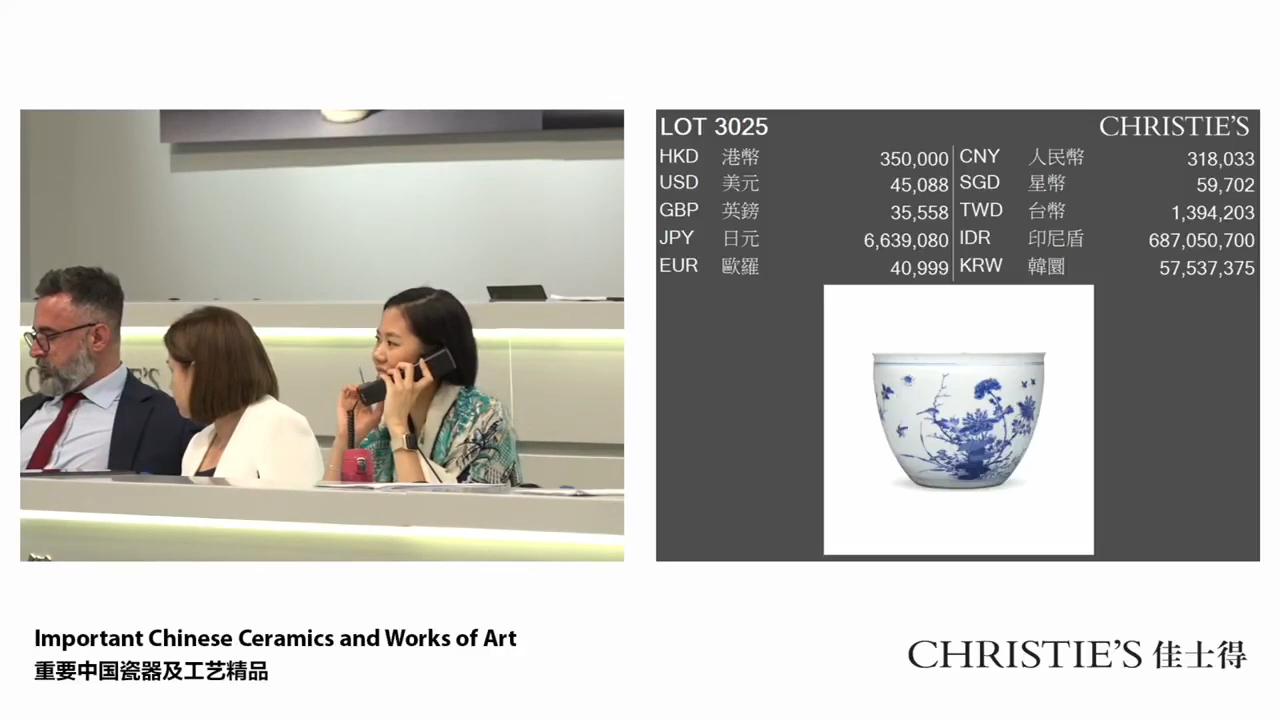 LOT 3025
CHRISTIE'S
HKD 港幣 350,000 CNY 人民幣 318,033
USD 美元 45,088 SGD 星幣 59,702
GBP 英鎊 35,558 TWD 台幣 1,394,203
JPY 日元 6,639,080 IDR 印尼盾 687,050,700
EUR 歐羅 40,999 KRW 韓圜 57,537,375
Important Chinese Ceramics and Works of Art
重要中国瓷器及工艺精品
CHRISTIE'S 佳士得